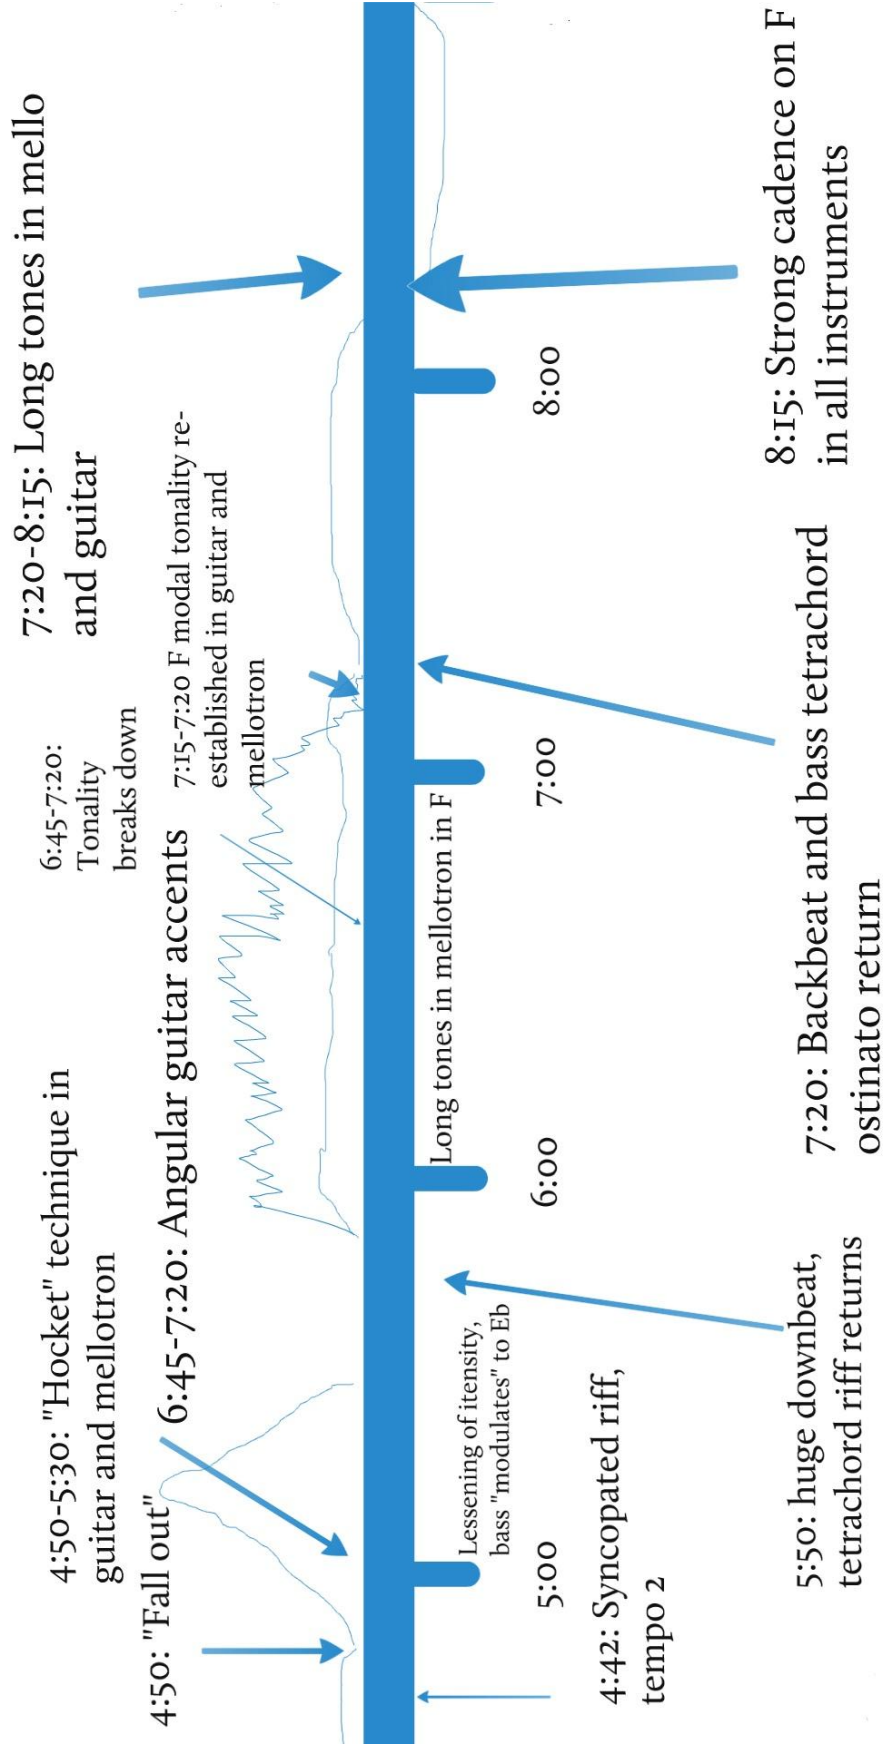 4:50-5:30: "Hocket" technique in
guitar and mellotron
4:50: "Fall out"
6:45-7:20: Angular guitar accents
6:45-7:20:
Tonality
breaks down
7:15-7:20 F modal tonality re-
established in guitar and
mellotron
7:20-8:15: Long tones in mello
and guitar
Lessening of itensity,
bass "modulates" to Eb
Long tones in mellotron in F
5:00
6:00
7:00
8:00
4:42: Syncopated riff,
tempo 2
5:50: huge downbeat,
tetrachord riff returns
7:20: Backbeat and bass tetrachord
ostinato return
8:15: Strong cadence on F
in all instruments